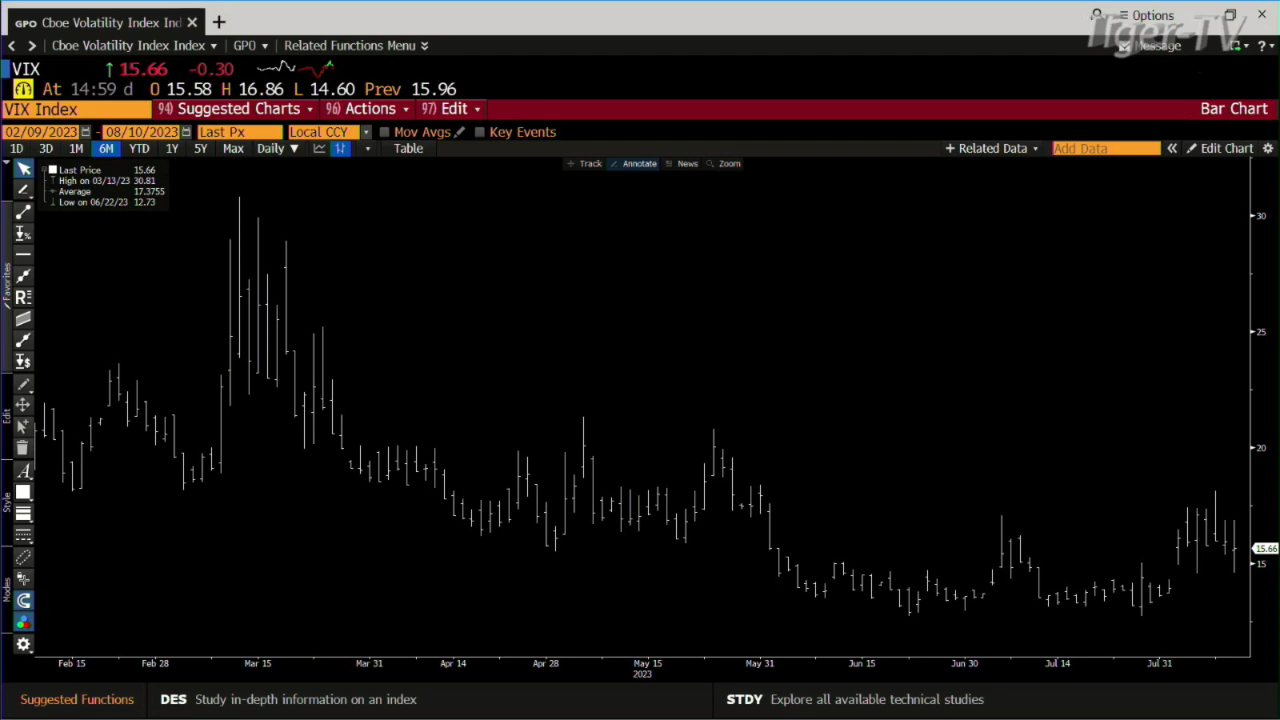 GPO Cboe Volatility Index Ind × +
Options
Tiger-TV
< > Cboe Volatility Index Index ▾ GPO ▾ Related Functions Menu
Message
VIX ↑ 15.66 -0.30
At 14:59 d O 15.58 H 16.86 L 14.60 Prev 15.96
VIX Index 94) Suggested Charts 96) Actions 97) Edit Bar Chart
02/09/2023 - 08/10/2023 Last Px Local CCY Mov Avgs Key Events
1D 3D 1M 6M YTD 1Y 5Y Max Daily ▼ Table + Related Data Add Data « Edit Chart
Track Annotate News Zoom
Last Price 15.66
High on 03/13/23 30.81
Average 17.3755
Low on 06/22/23 12.73
Favorites
Edit
Style
Modes
30
25
20
15.66
15
Feb 15 Feb 28 Mar 15 Mar 31 Apr 14 Apr 28 May 15 May 31 Jun 15 Jun 30 Jul 14 Jul 31
2023
Suggested Functions DES Study in-depth information on an index STDY Explore all available technical studies